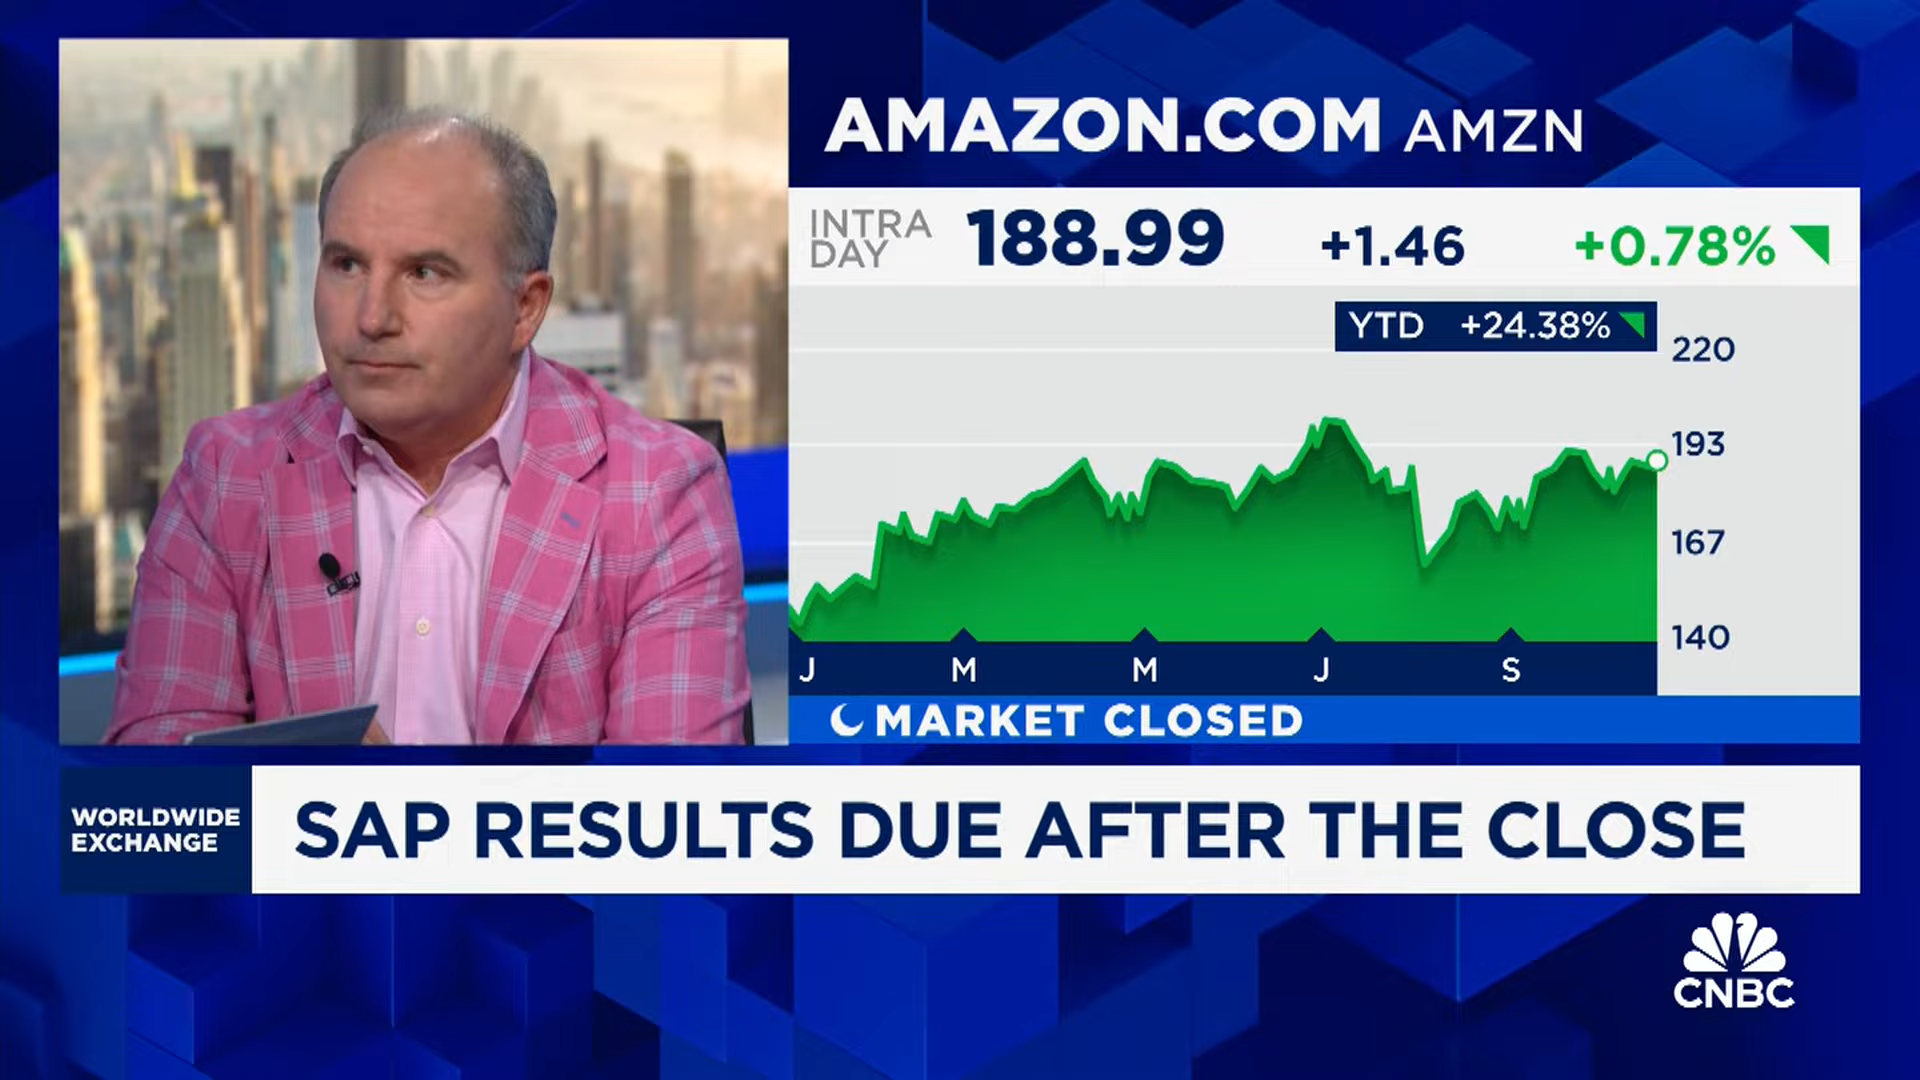 AMAZON.COM AMZN
INTRA
DAY
188.99 +1.46 +0.78%
YTD +24.38%
220
193
167
140
J M M J S
MARKET CLOSED
WORLDWIDE
EXCHANGE
SAP RESULTS DUE AFTER THE CLOSE
CNBC